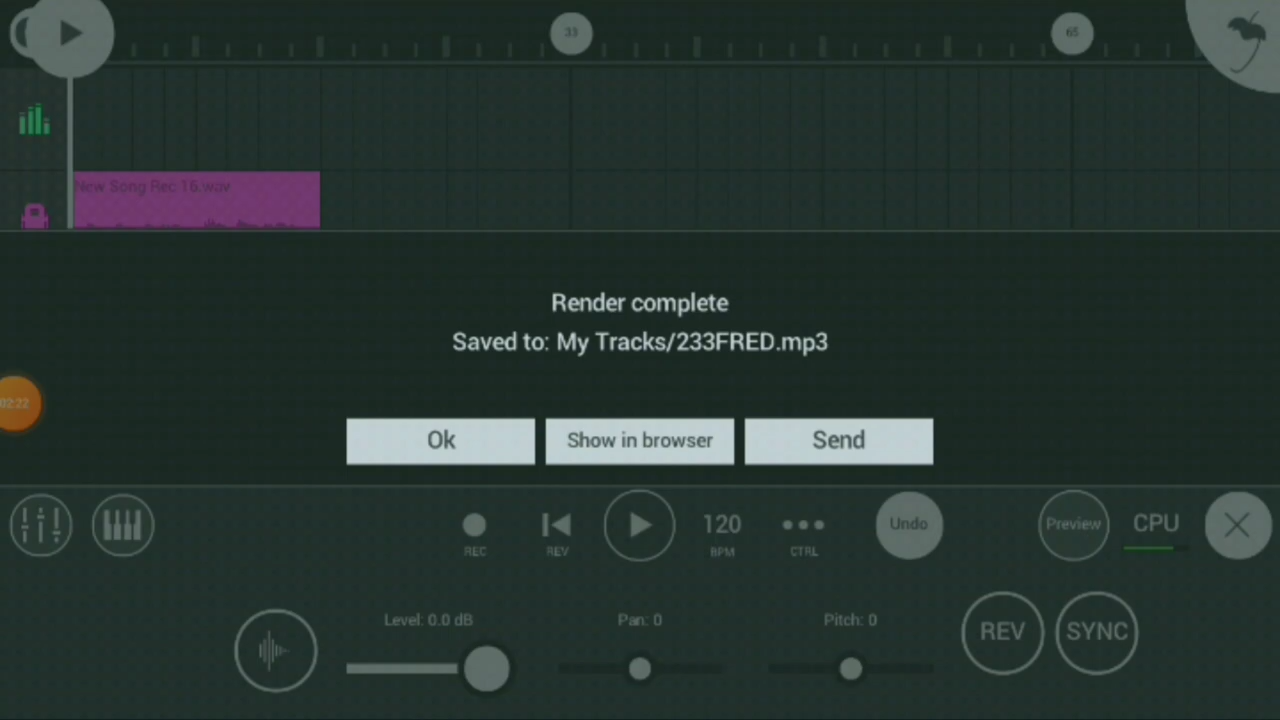 33
65
New Song Rec 16.wav
Render complete
Saved to: My Tracks/233FRED.mp3
02:22
Ok
Show in browser
Send
REC
REV
120
BPM
CTRL
Undo
Preview
CPU
Level: 0.0 dB
Pan: 0
Pitch: 0
REV
SYNC